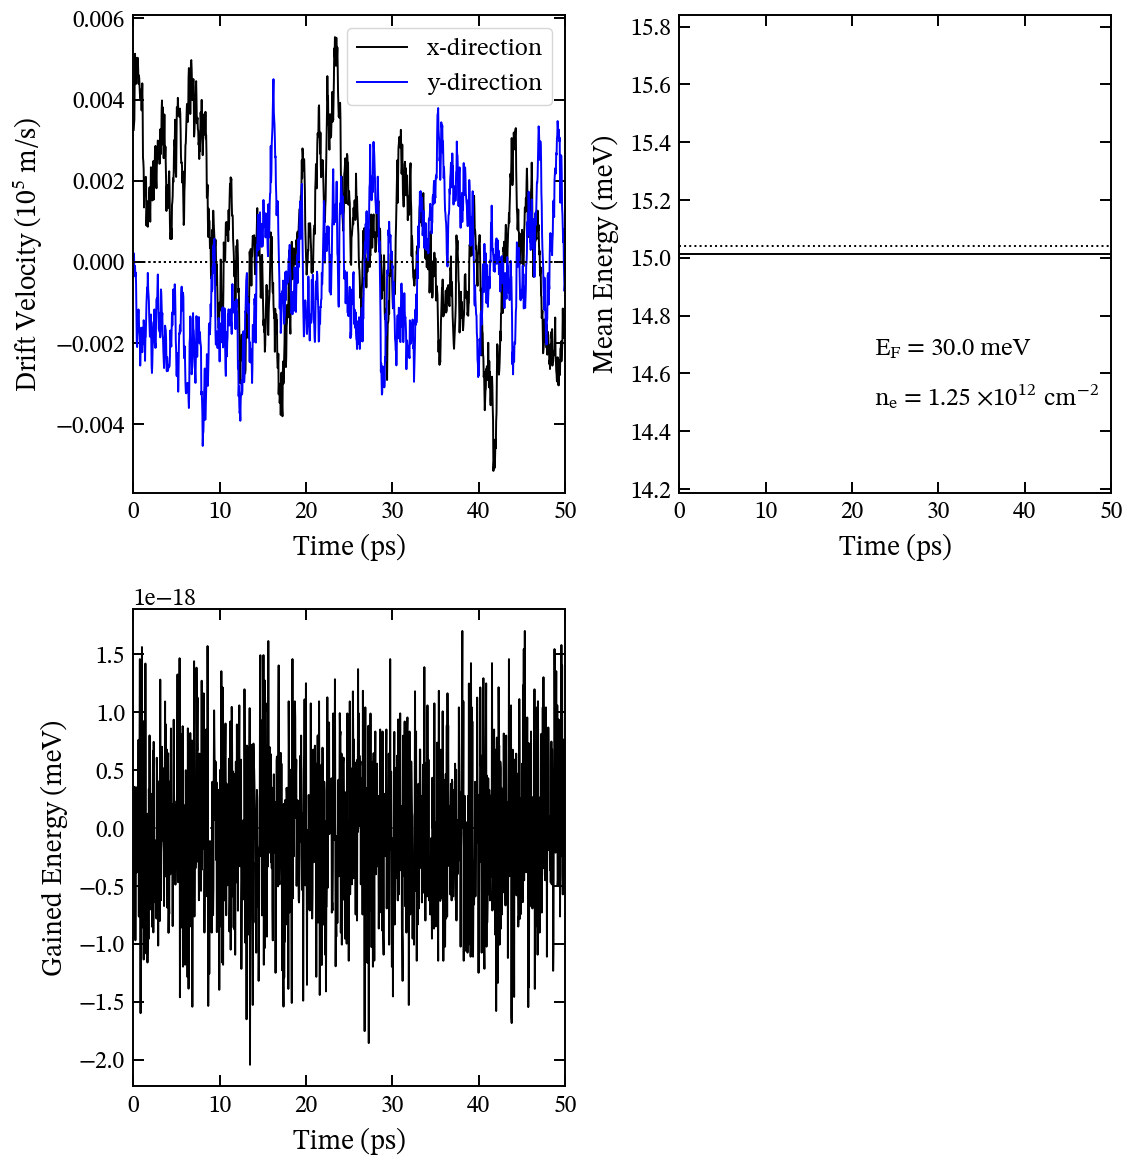 0.006
0.004
0.002
0.000
−0.002
−0.004
Drift Velocity (10⁵ m/s)
x-direction
y-direction
0 10 20 30 40 50
Time (ps)
15.8
15.6
15.4
15.2
15.0
14.8
14.6
14.4
14.2
Mean Energy (meV)
E_F = 30.0 meV
n_e = 1.25 ×10¹² cm⁻²
0 10 20 30 40 50
Time (ps)
1e−18
1.5
1.0
0.5
0.0
−0.5
−1.0
−1.5
−2.0
Gained Energy (meV)
0 10 20 30 40 50
Time (ps)